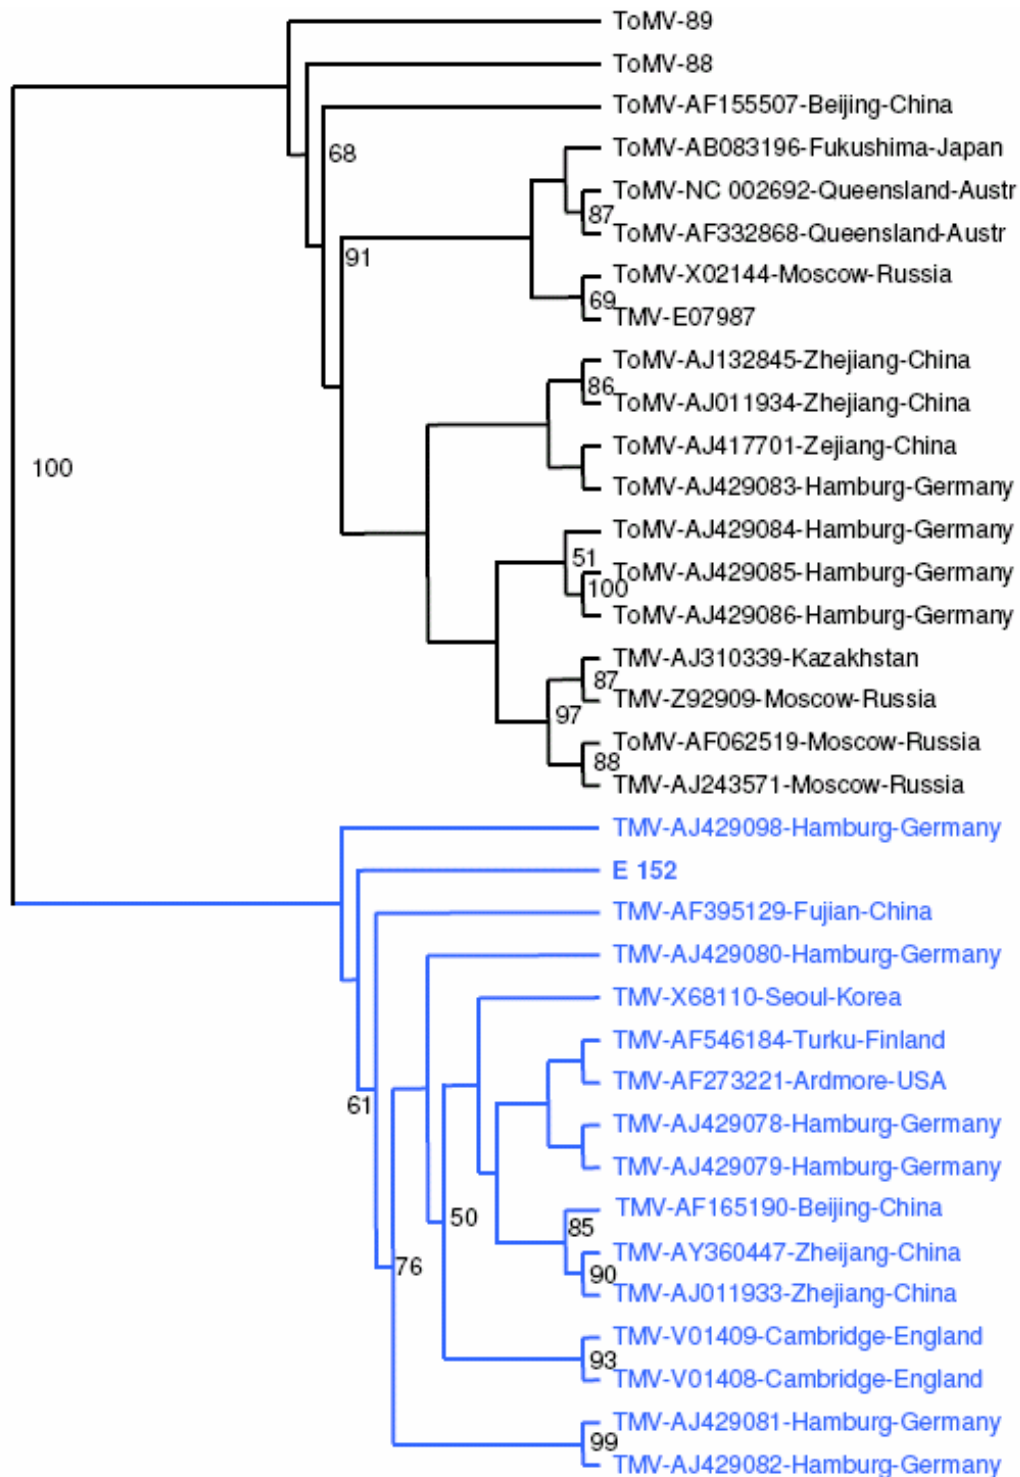 ToMV-89
ToMV-88
ToMV-AF155507-Beijing-China
68
ToMV-AB083196-Fukushima-Japan
ToMV-NC 002692-Queensland-Austr
87
ToMV-AF332868-Queensland-Austr
91
ToMV-X02144-Moscow-Russia
69
TMV-E07987
ToMV-AJ132845-Zhejiang-China
86
ToMV-AJ011934-Zhejiang-China
ToMV-AJ417701-Zejiang-China
100
ToMV-AJ429083-Hamburg-Germany
ToMV-AJ429084-Hamburg-Germany
51
ToMV-AJ429085-Hamburg-Germany
100
ToMV-AJ429086-Hamburg-Germany
TMV-AJ310339-Kazakhstan
87
TMV-Z92909-Moscow-Russia
97
ToMV-AF062519-Moscow-Russia
88
TMV-AJ243571-Moscow-Russia
TMV-AJ429098-Hamburg-Germany
E 152
TMV-AF395129-Fujian-China
TMV-AJ429080-Hamburg-Germany
TMV-X68110-Seoul-Korea
TMV-AF546184-Turku-Finland
TMV-AF273221-Ardmore-USA
61
TMV-AJ429078-Hamburg-Germany
TMV-AJ429079-Hamburg-Germany
TMV-AF165190-Beijing-China
50
85
TMV-AY360447-Zheijang-China
76
90
TMV-AJ011933-Zhejiang-China
TMV-V01409-Cambridge-England
93
TMV-V01408-Cambridge-England
TMV-AJ429081-Hamburg-Germany
99
TMV-AJ429082-Hamburg-Germany